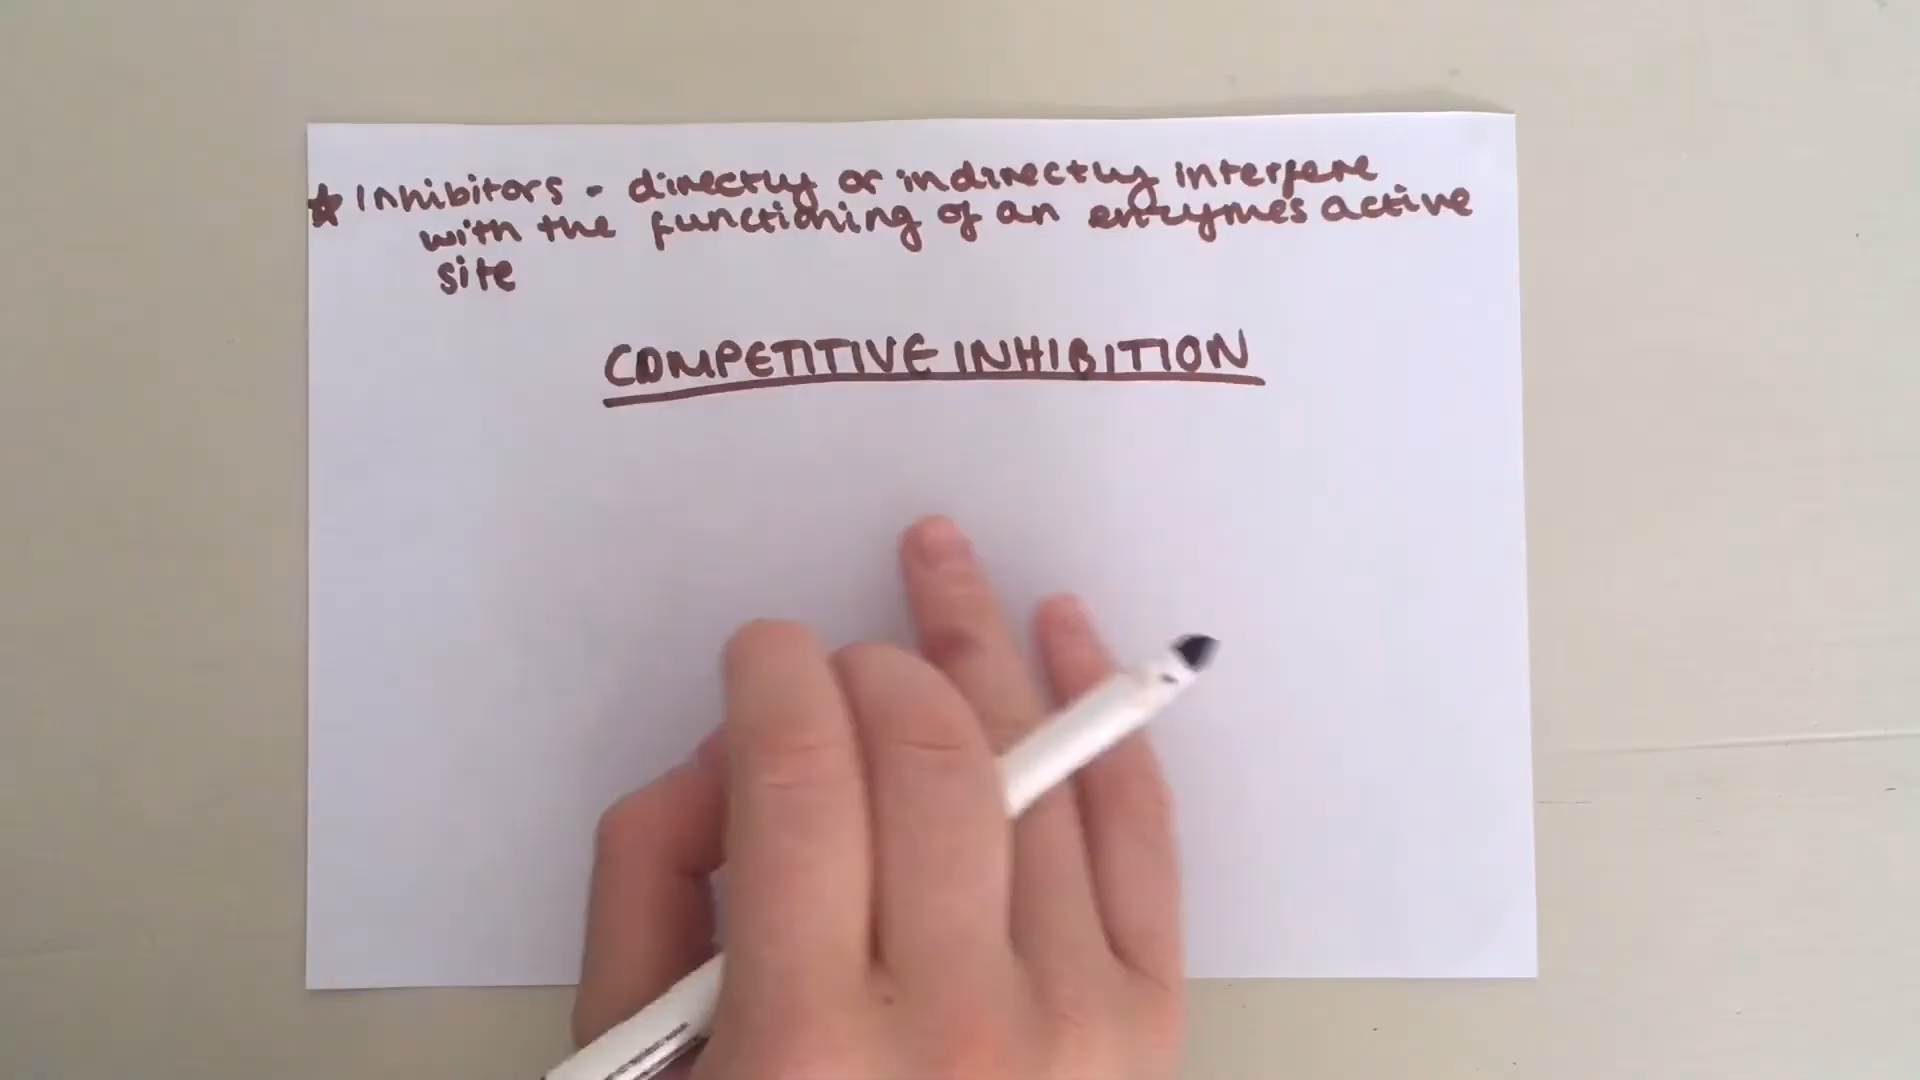 ☆ Inhibitors - directly or indirectly interfere
with the functioning of an enzymes active
site
COMPETITIVE INHIBITION